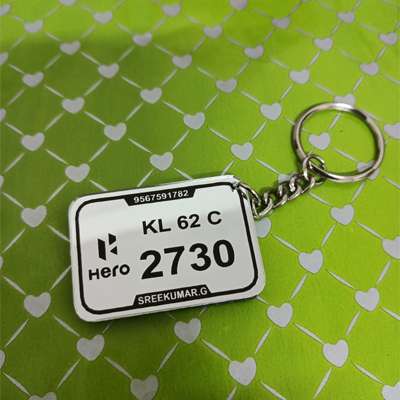 9567591782
KL 62 C
Hero 2730
SREEKUMAR.G